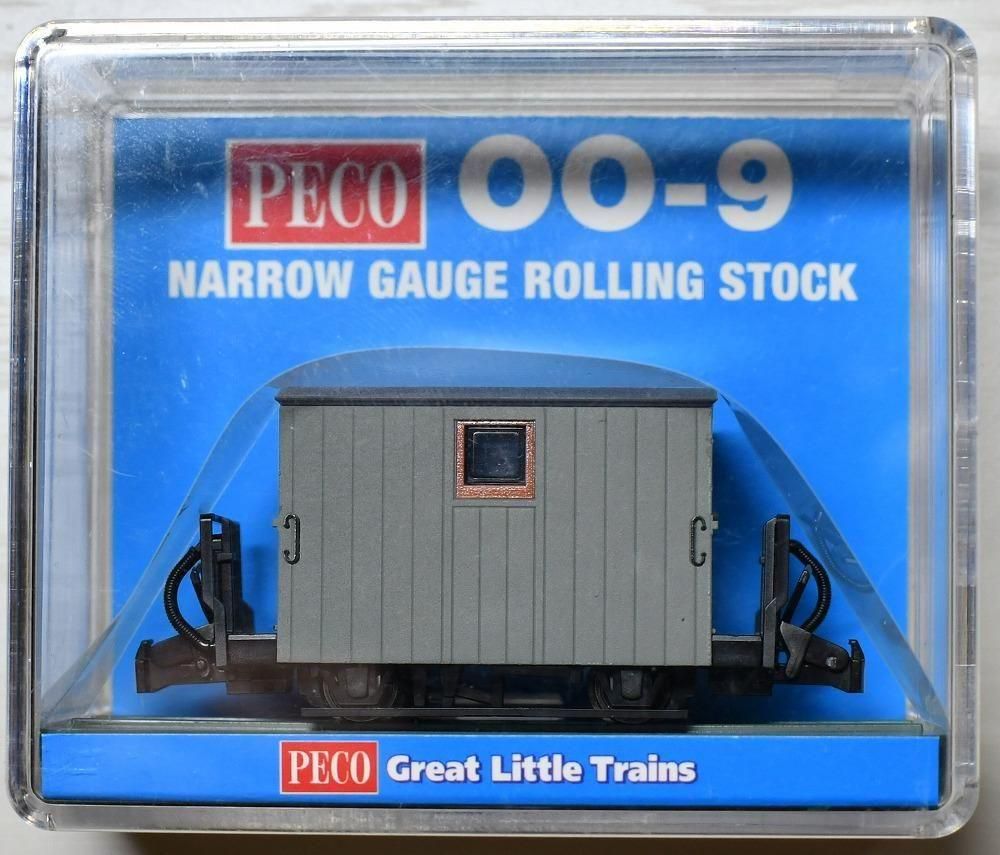 PECO OO-9
NARROW GAUGE ROLLING STOCK
PECO Great Little Trains